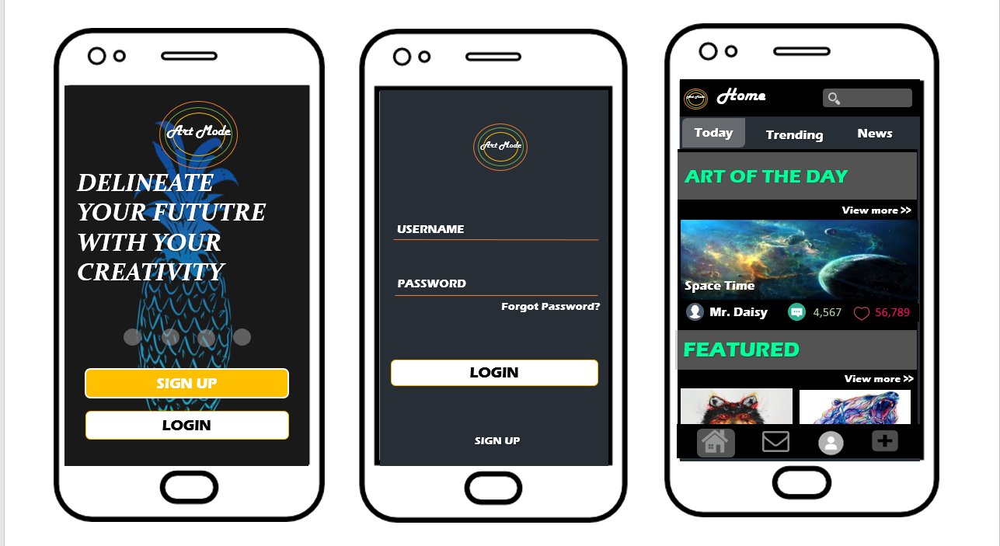 Art Mode
DELINEATE
YOUR FUTUTRE
WITH YOUR
CREATIVITY
SIGN UP
LOGIN
Art Mode
USERNAME
PASSWORD
Forgot Password?
LOGIN
SIGN UP
Art Mode
Home
Today
Trending
News
ART OF THE DAY
View more >>
Space Time
Mr. Daisy
4,567
56,789
FEATURED
View more >>